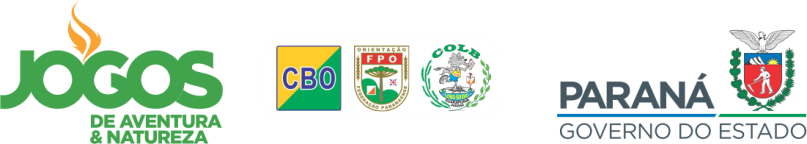 JOGOS
DE AVENTURA
& NATUREZA
CBO
ORIENTAÇÃO
FPO
FEDERAÇÃO PARANAENSE
COLB
PARANÁ
GOVERNO DO ESTADO